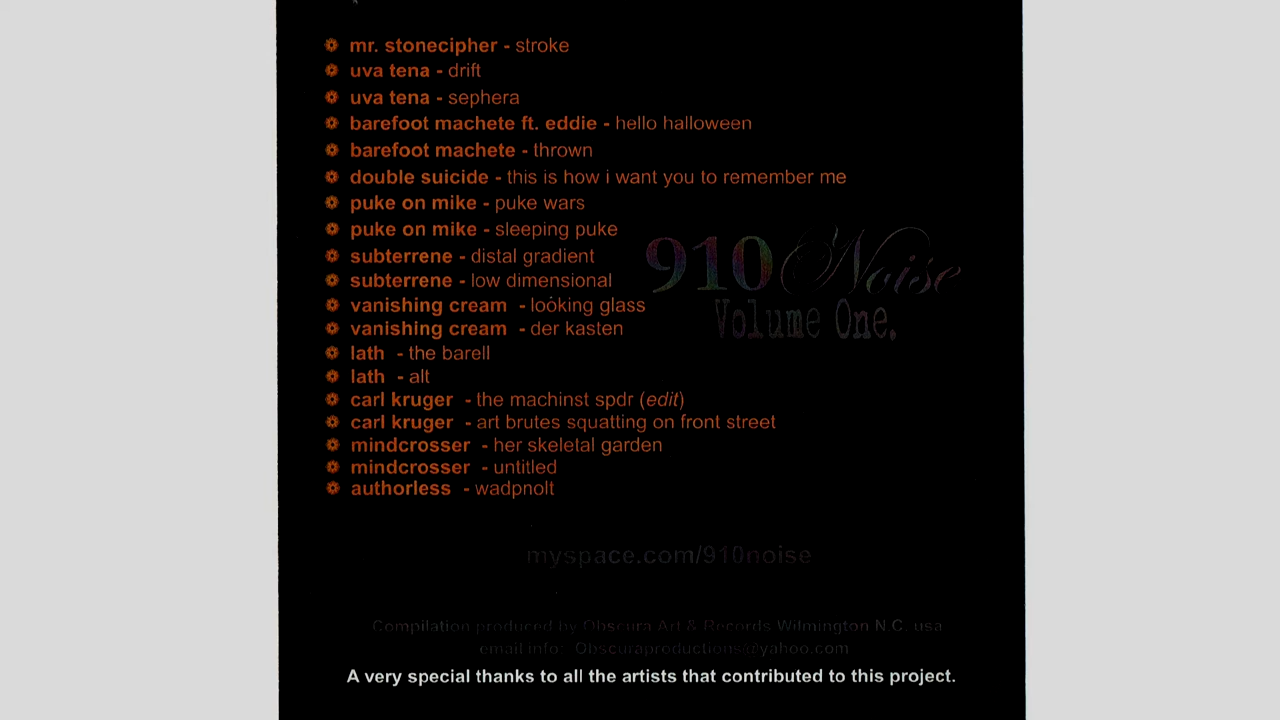 mr. stonecipher - stroke
uva tena - drift
uva tena - sephera
barefoot machete ft. eddie - hello halloween
barefoot machete - thrown
double suicide - this is how i want you to remember me
puke on mike - puke wars
puke on mike - sleeping puke
subterrene - distal gradient
subterrene - low dimensional
vanishing cream - looking glass
vanishing cream - der kasten
lath - the barell
lath - alt
carl kruger - the machinst spdr (edit)
carl kruger - art brutes squatting on front street
mindcrosser - her skeletal garden
mindcrosser - untitled
authorless - wadpnolt
910 Noise
Volume One.
myspace.com/910noise
Compilation produced by Obscura Art & Records Wilmington N.C. usa
email info: Obscuraproductions@yahoo.com
A very special thanks to all the artists that contributed to this project.